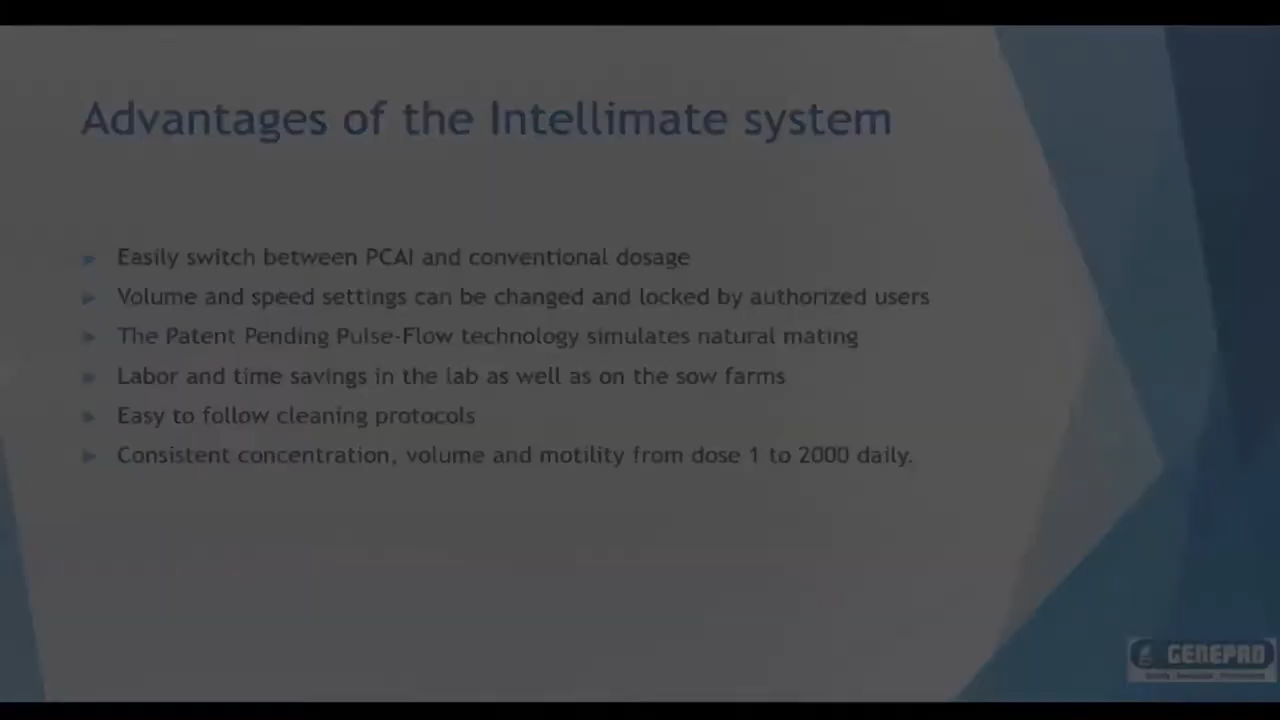 Advantages of the Intellimate system
Easily switch between PCAI and conventional dosage
Volume and speed settings can be changed and locked by authorized users
The Patent Pending Pulse-Flow technology simulates natural mating
Labor and time savings in the lab as well as on the sow farms
Easy to follow cleaning protocols
Consistent concentration, volume and motility from dose 1 to 2000 daily.
GENEPRO